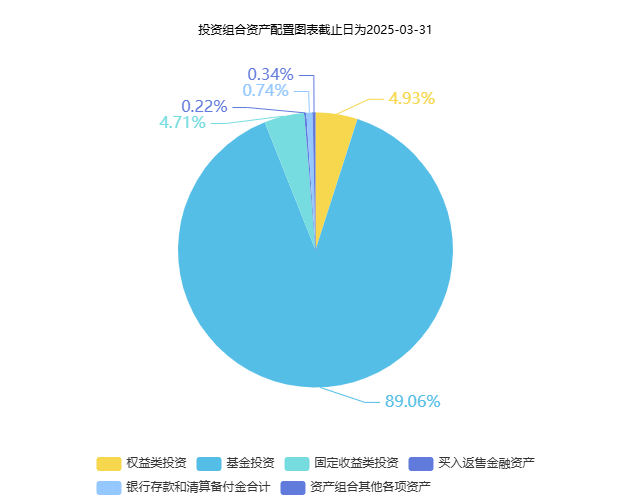 投资组合资产配置图表截止日为2025-03-31
0.34%
0.74%
4.93%
0.22%
4.71%
89.06%
权益类投资 基金投资 固定收益类投资 买入返售金融资产
银行存款和清算备付金合计 资产组合其他各项资产